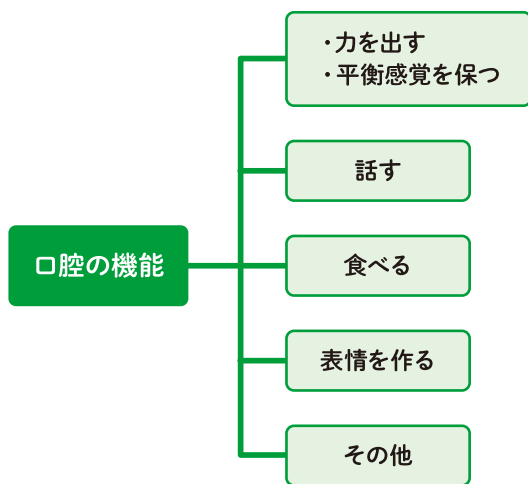 口腔の機能
・力を出す
・平衡感覚を保つ
話す
食べる
表情を作る
その他